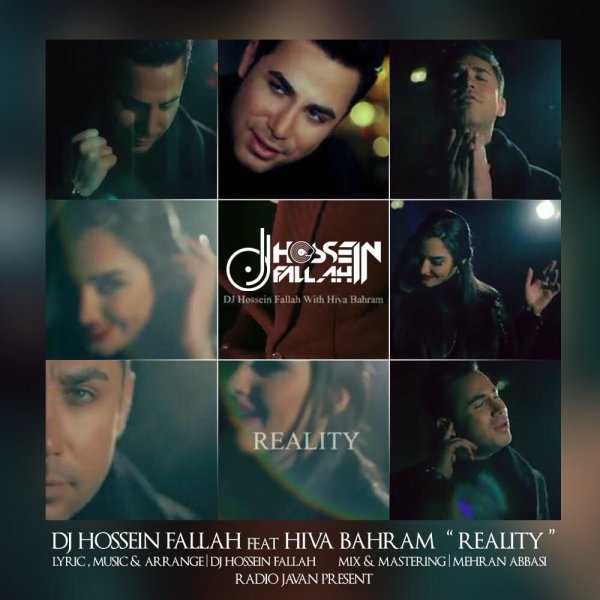 DJ HOSSEIN
FALLAH
DJ Hossein Fallah With Hiva Bahram
REALITY
DJ HOSSEIN FALLAH FEAT HIVA BAHRAM “ REALITY ”
LYRIC , MUSIC & ARRANGE | DJ HOSSEIN FALLAH MIX & MASTERING | MEHRAN ABBASI
RADIO JAVAN PRESENT